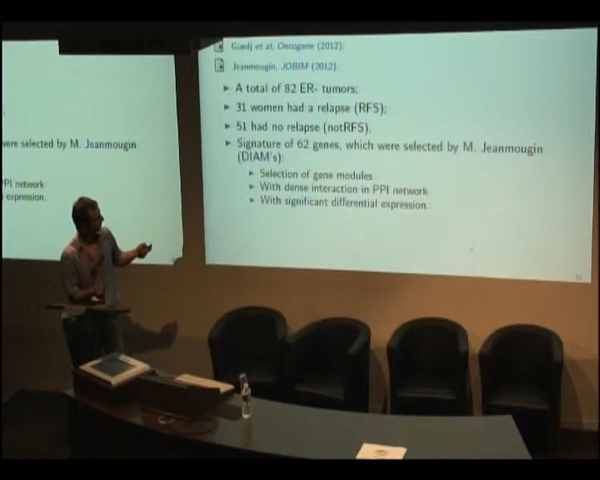 Guedj et al, Oncogene (2012);
Jeanmougin, JOBIM (2012).
A total of 82 ER- tumors;
31 women had a relapse (RFS);
51 had no relapse (notRFS).
Signature of 62 genes, which were selected by M. Jeanmougin
(DIAM's):
Selection of gene modules
With dense interaction in PPI network
With significant differential expression.
were selected by M. Jeanmougin
PPI network
expression.